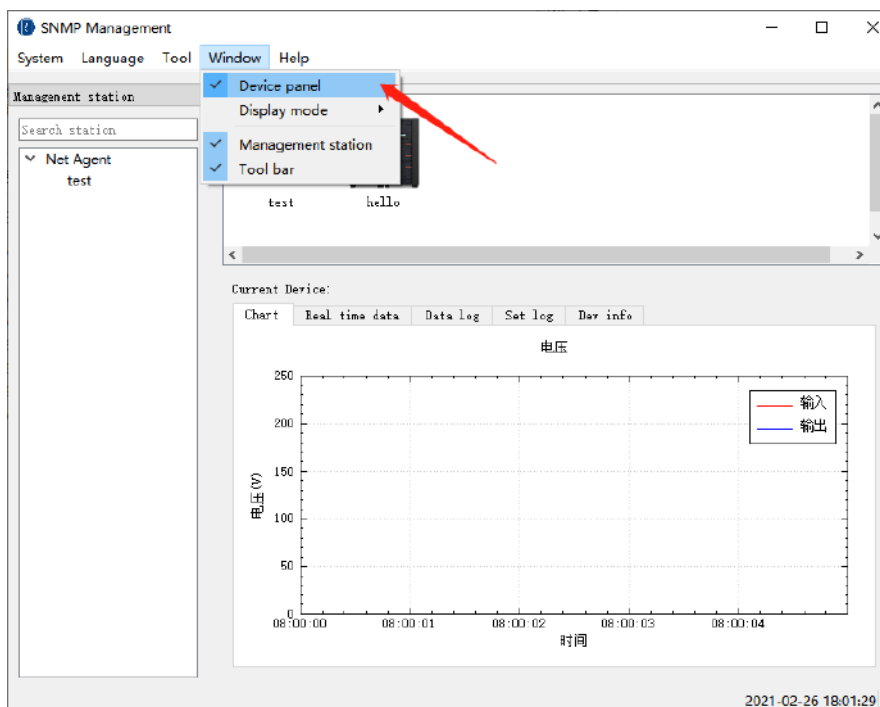 SNMP Management
System Language Tool Window Help
Device panel
Display mode
Management station
Tool bar
Management station
Search station
Net Agent
test
test hello
Current Device:
Chart Real time data Data log Set log Dev info
电压
250
200
150
100
50
0
电压(V)
输入
输出
08:00:00 08:00:01 08:00:02 08:00:03 08:00:04
时间
2021-02-26 18:01:29